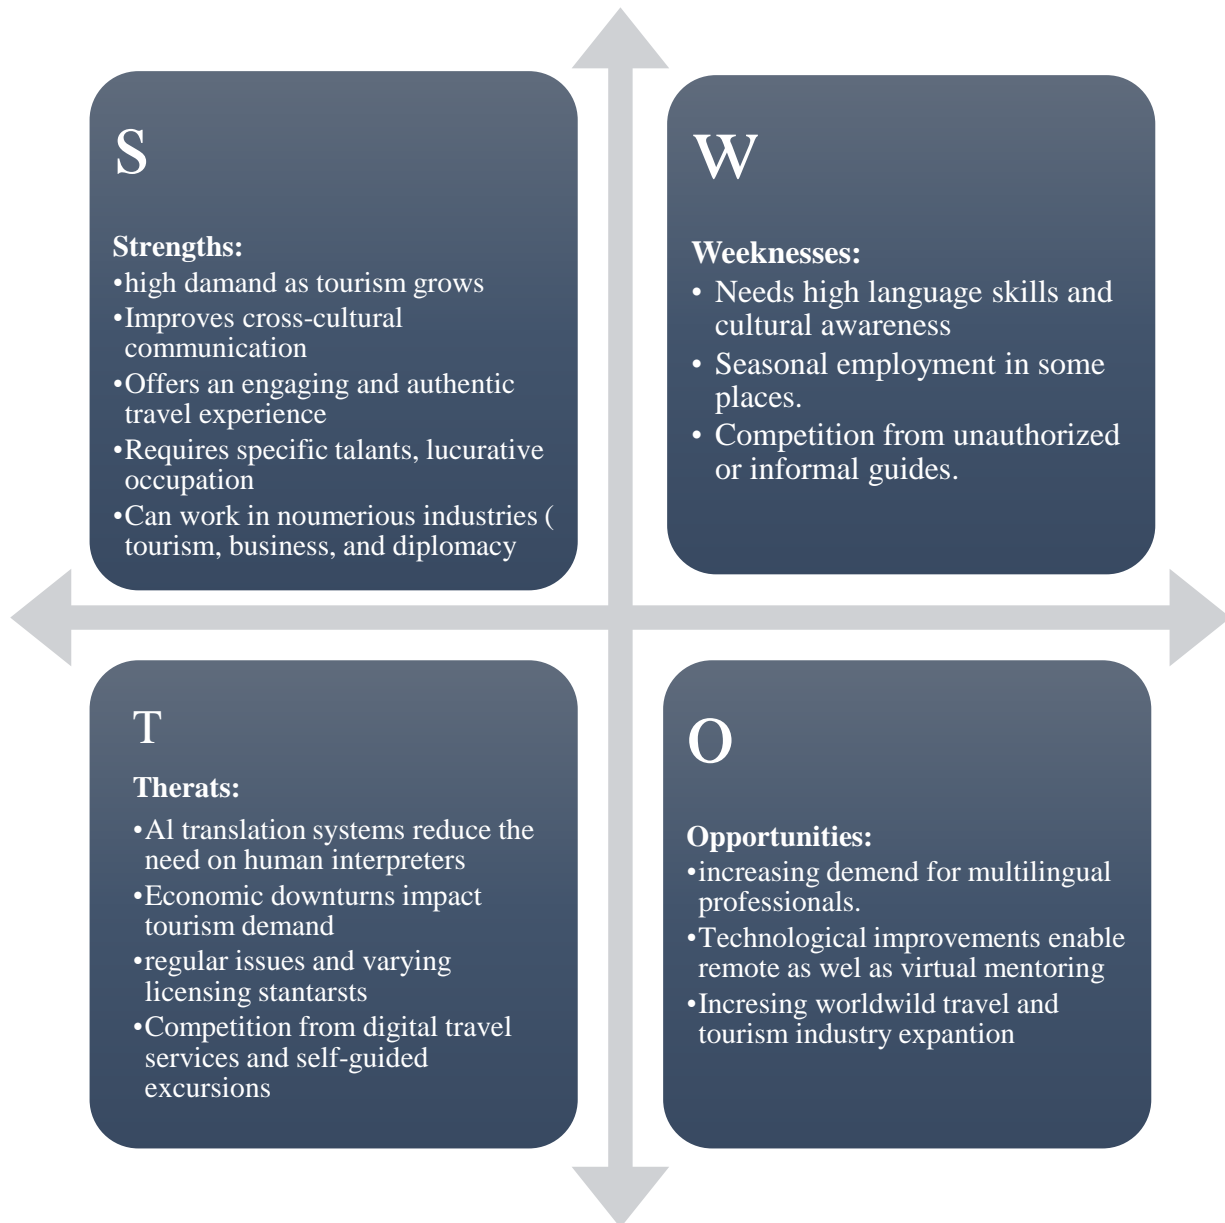 S
Strengths:
•high damand as tourism grows
•Improves cross-cultural
communication
•Offers an engaging and authentic
travel experience
•Requires specific talants, lucurative
occupation
•Can work in noumerious industries (
tourism, business, and diplomacy
W
Weeknesses:
• Needs high language skills and
cultural awareness
• Seasonal employment in some
places.
• Competition from unauthorized
or informal guides.
T
Therats:
•Al translation systems reduce the
need on human interpreters
•Economic downturns impact
tourism demand
•regular issues and varying
licensing stantarsts
•Competition from digital travel
services and self-guided
excursions
O
Opportunities:
•increasing demend for multilingual
professionals.
•Technological improvements enable
remote as wel as virtual mentoring
•Incresing worldwild travel and
tourism industry expantion